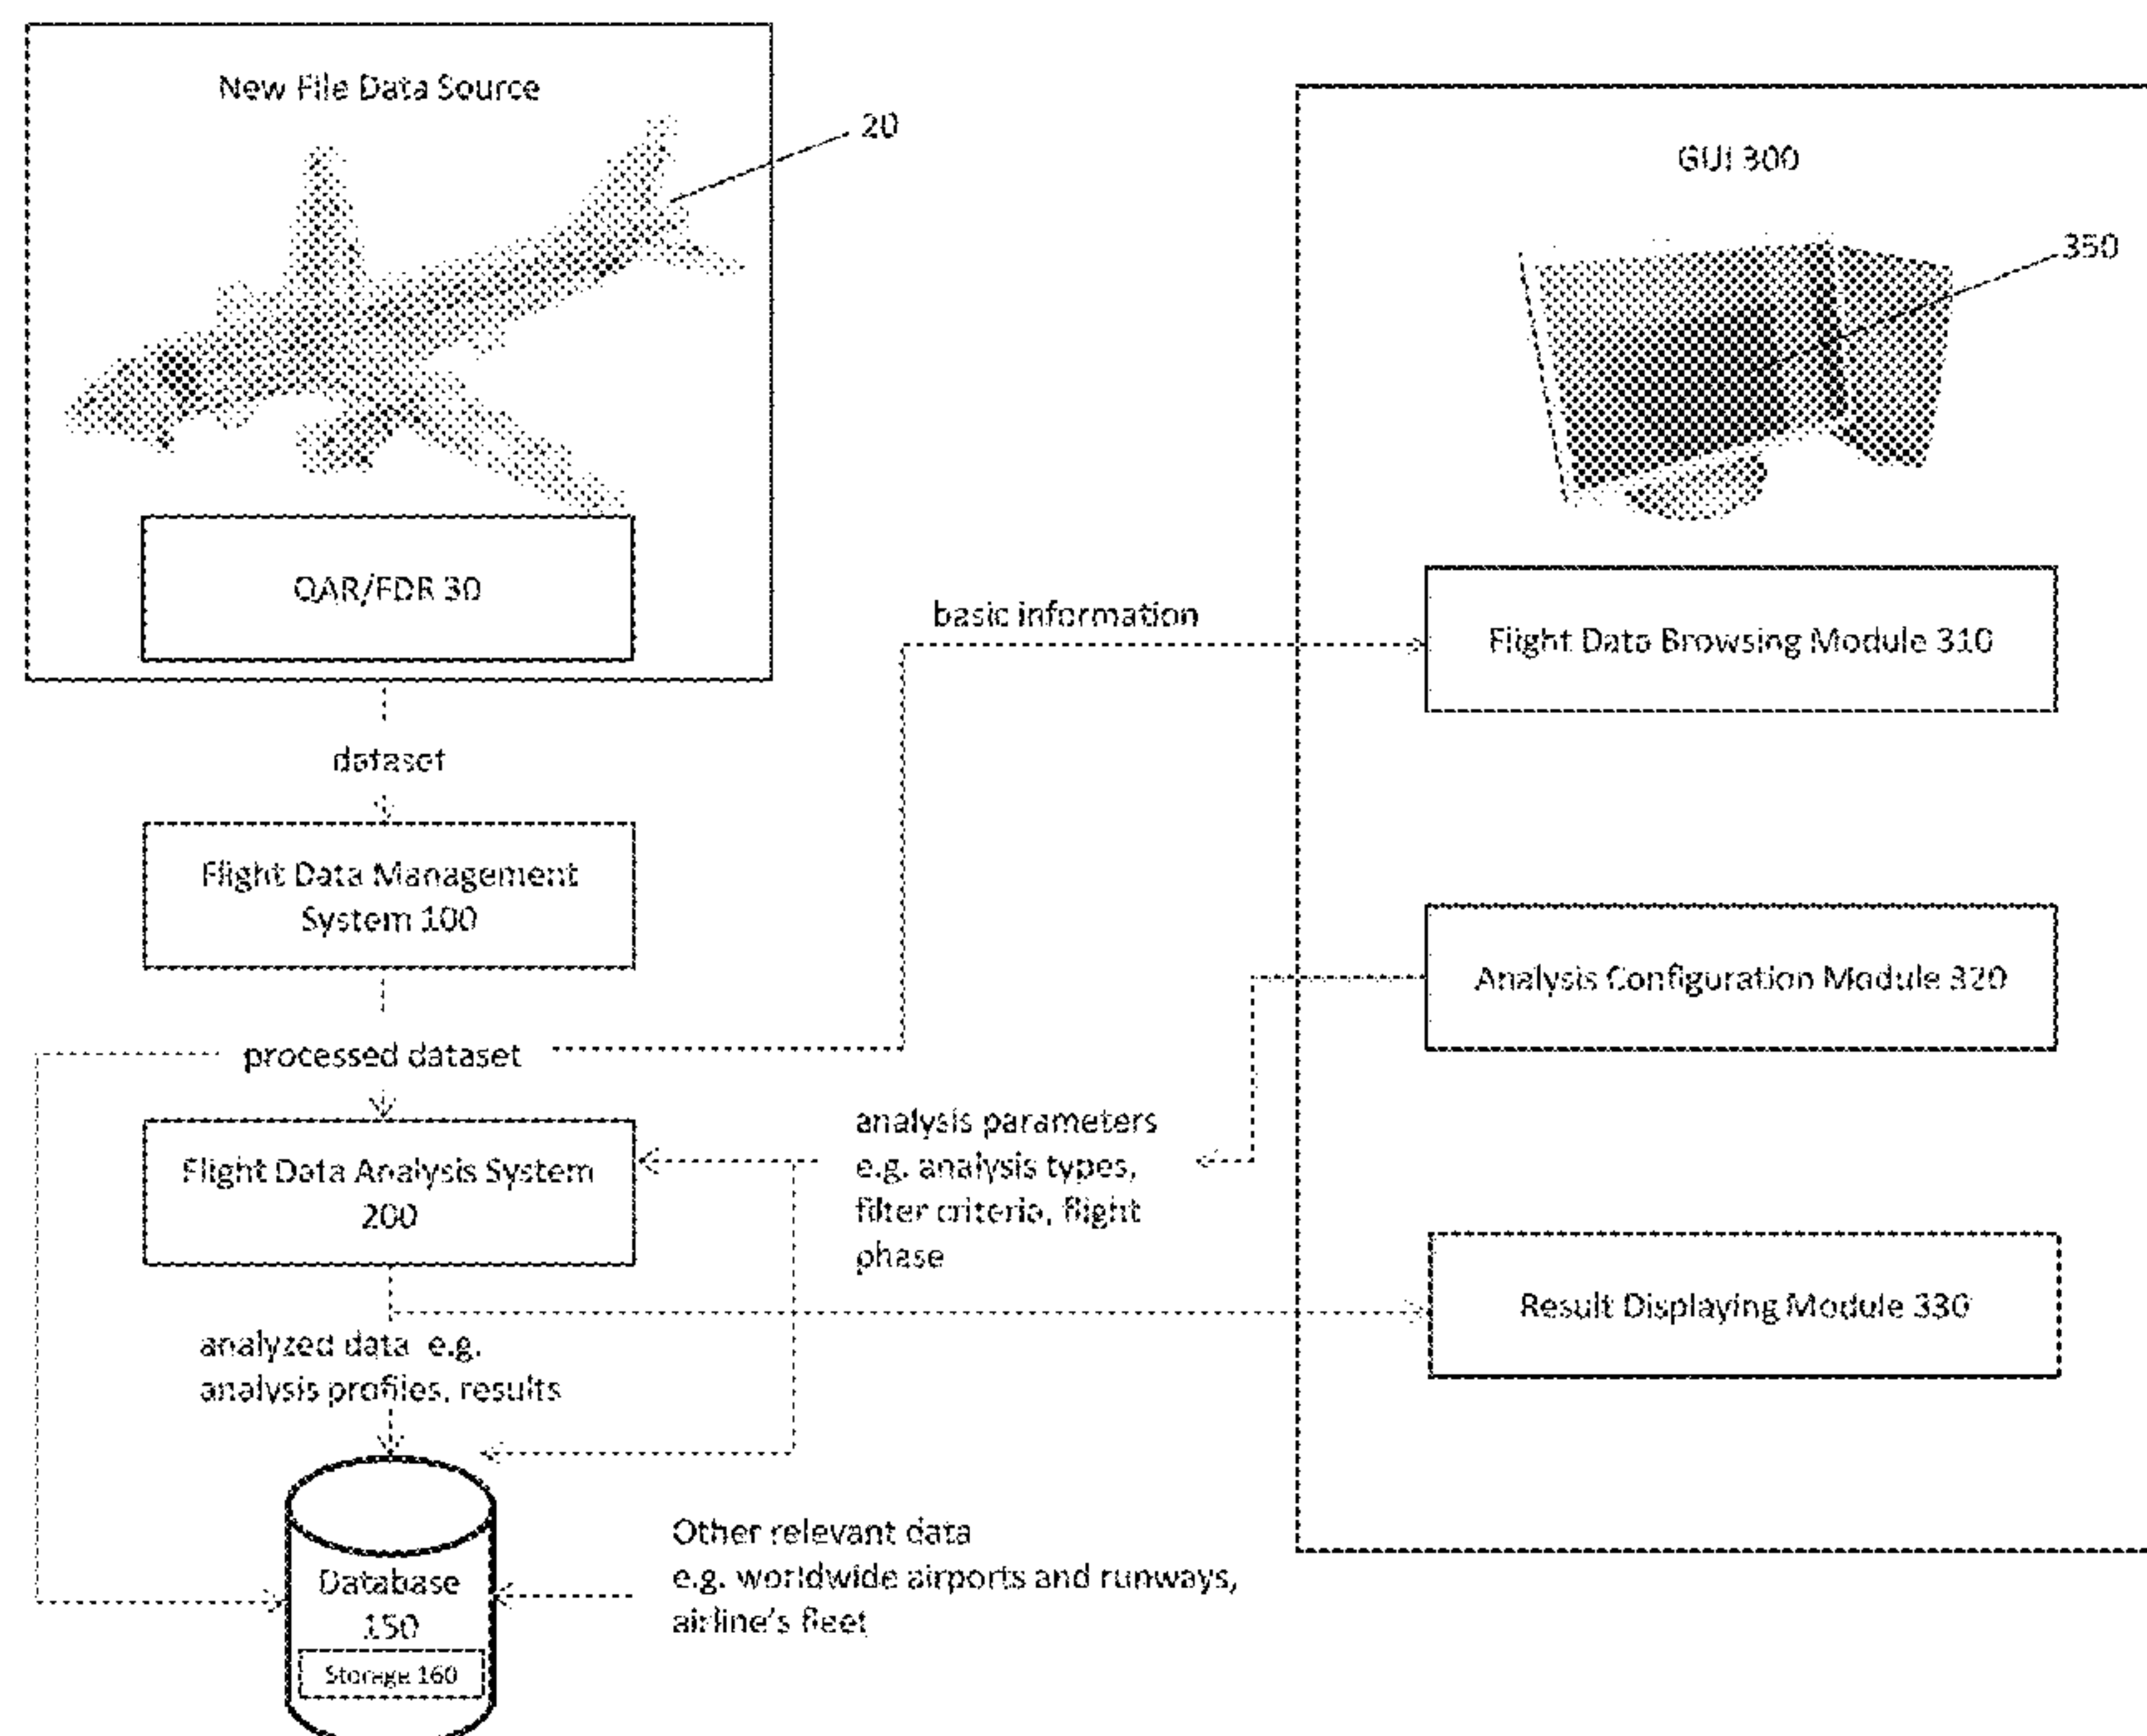 New File Data Source
20
QAR/FDR 30
dataset
Flight Data Management
System 100
processed dataset
Flight Data Analysis System
200
analyzed data e.g.
analysis profiles, results
Database
150
Storage 160
basic information
analysis parameters
e.g. analysis types,
filter criteria, flight
phase
Other relevant data
e.g. worldwide airports and runways,
airline's fleet
GUI 300
350
Flight Data Browsing Module 310
Analysis Configuration Module 320
Result Displaying Module 330